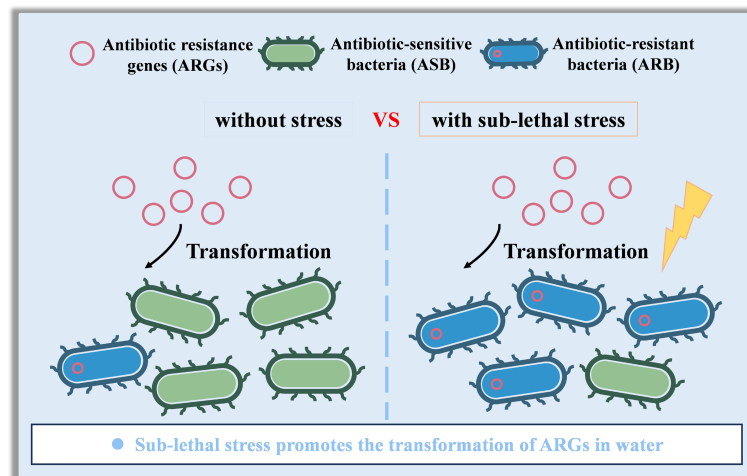 Antibiotic resistance
genes (ARGs)
Antibiotic-sensitive
bacteria (ASB)
Antibiotic-resistant
bacteria (ARB)
without stress
VS
with sub-lethal stress
Transformation
Transformation
Sub-lethal stress promotes the transformation of ARGs in water